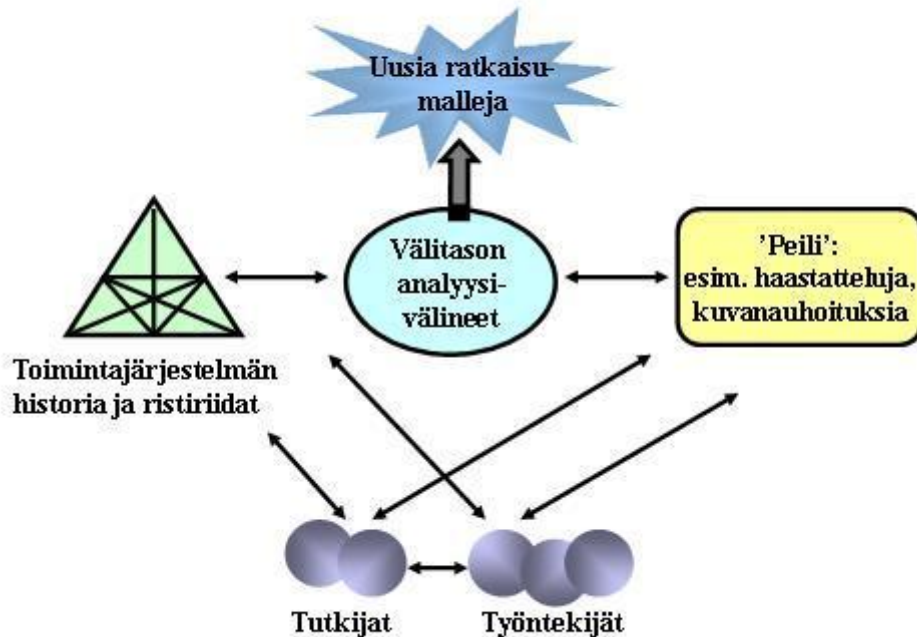 Uusia ratkaisu-
malleja
Välitason
analyysi-
välineet
'Peili':
esim. haastatteluja,
kuvanauhoituksia
Toimintajärjestelmän
historia ja ristiriidat
Tutkijat
Työntekijät